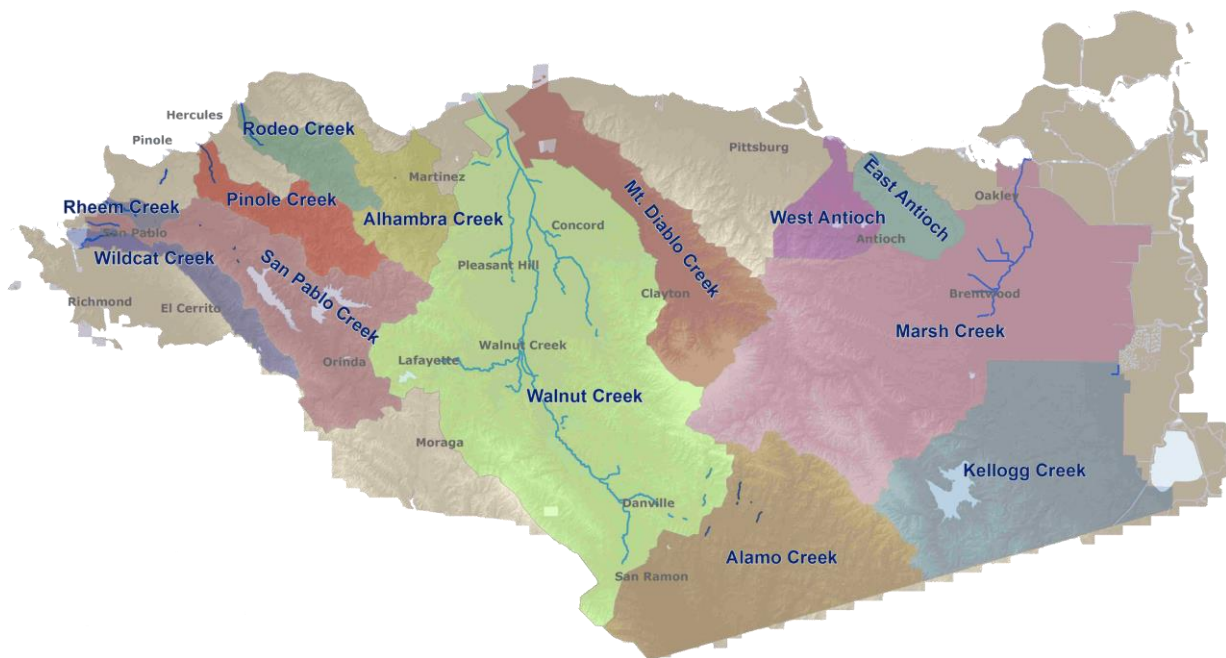 Hercules
Rodeo Creek
Pinole
Pittsburg
East Antioch
Martinez
Mt. Diablo Creek
Pinole Creek
Oakley
Rheem Creek
Alhambra Creek
West Antioch
Concord
San Pablo
Antioch
Wildcat Creek
Pleasant Hill
San Pablo Creek
Clayton
Brentwood
Richmond
El Cerrito
Marsh Creek
Walnut Creek
Orinda
Lafayette
Walnut Creek
Moraga
Kellogg Creek
Danville
Alamo Creek
San Ramon